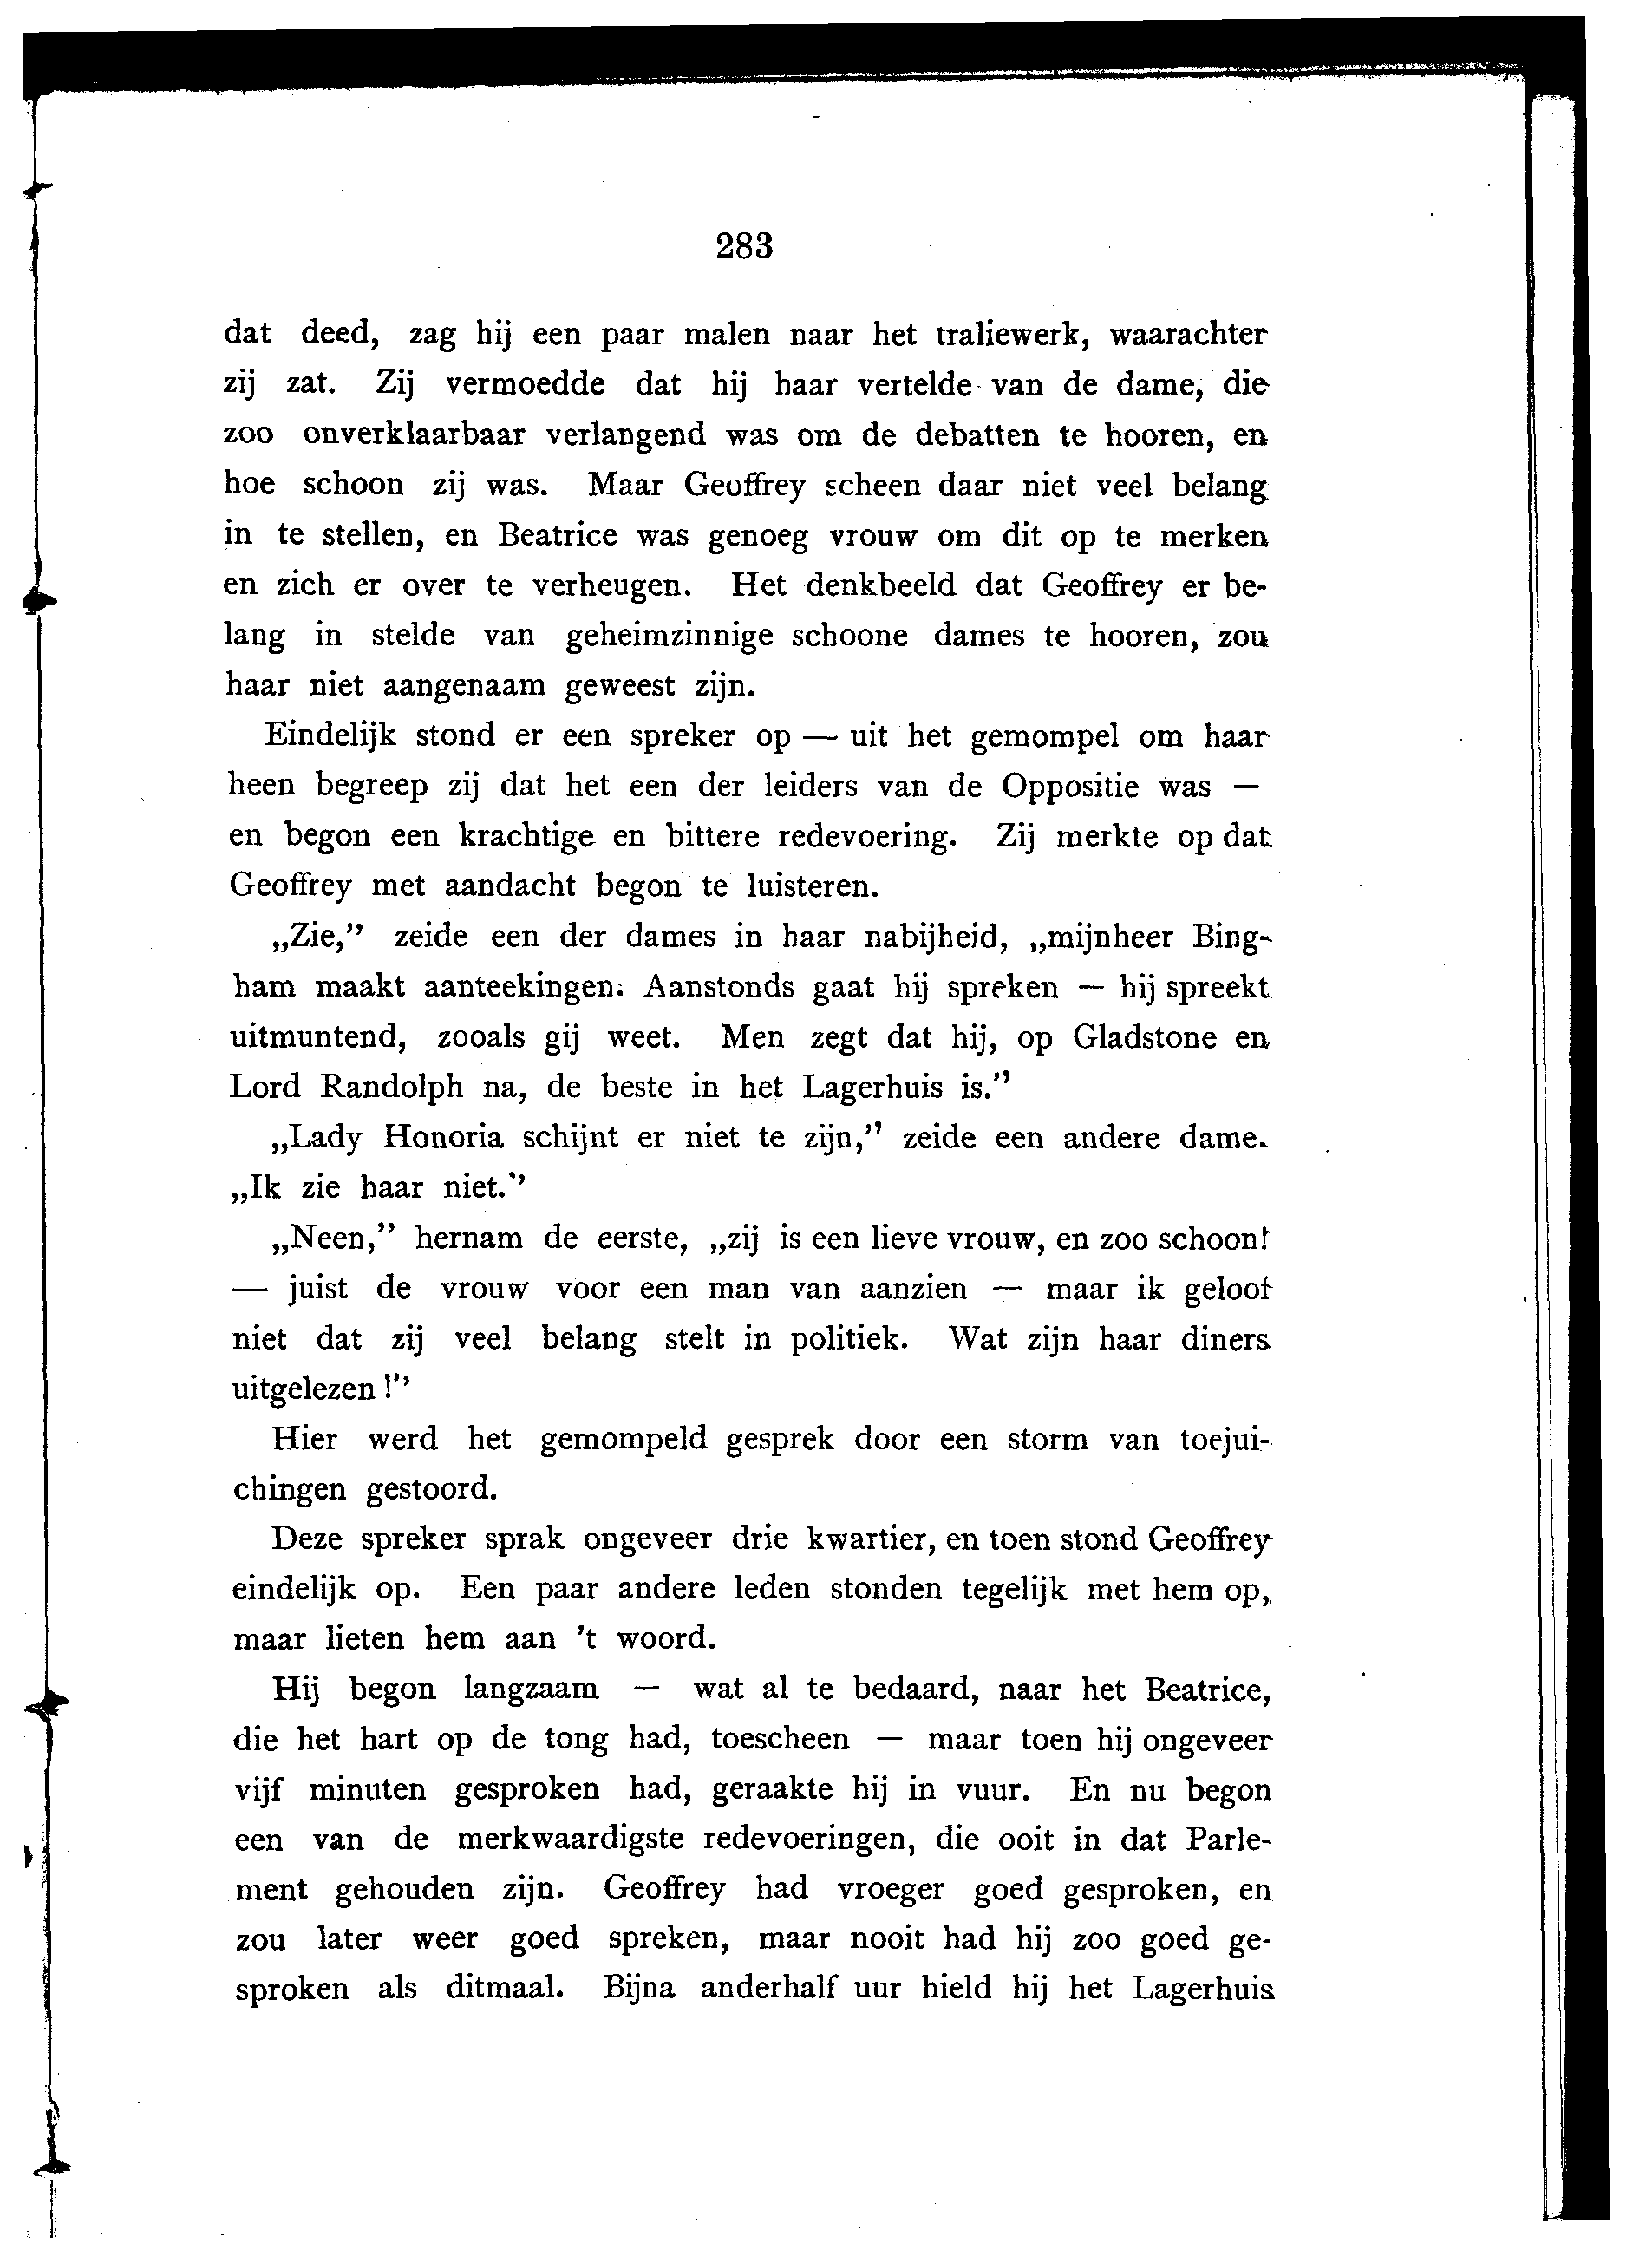 283
dat deed, zag hij een paar malen naar het traliewerk, waarachter
zij zat. Zij vermoedde dat hij haar vertelde van de dame, die
zoo onverklaarbaar verlangend was om de debatten te hooren, en
hoe schoon zij was. Maar Geoffrey scheen daar niet veel belang
in te stellen, en Beatrice was genoeg vrouw om dit op te merken
en zich er over te verheugen. Het denkbeeld dat Geoffrey er be-
lang in stelde van geheimzinnige schoone dames te hooren, zou
haar niet aangenaam geweest zijn.
Eindelijk stond er een spreker op — uit het gemompel om haar
heen begreep zij dat het een der leiders van de Oppositie was —
en begon een krachtige en bittere redevoering. Zij merkte op dat
Geoffrey met aandacht begon te luisteren.
„Zie,” zeide een der dames in haar nabijheid, „mijnheer Bing-
ham maakt aanteekingen. Aanstonds gaat hij spreken — hij spreekt
uitmuntend, zooals gij weet. Men zegt dat hij, op Gladstone en
Lord Randolph na, de beste in het Lagerhuis is.”
„Lady Honoria schijnt er niet te zijn,” zeide een andere dame.
„Ik zie haar niet.”
„Neen,” hernam de eerste, „zij is een lieve vrouw, en zoo schoon!
— juist de vrouw voor een man van aanzien — maar ik geloof
niet dat zij veel belang stelt in politiek. Wat zijn haar diners
uitgelezen!”
Hier werd het gemompeld gesprek door een storm van toejui-
chingen gestoord.
Deze spreker sprak ongeveer drie kwartier, en toen stond Geoffrey
eindelijk op. Een paar andere leden stonden tegelijk met hem op,
maar lieten hem aan 't woord.
Hij begon langzaam — wat al te bedaard, naar het Beatrice,
die het hart op de tong had, toescheen — maar toen hij ongeveer
vijf minuten gesproken had, geraakte hij in vuur. En nu begon
een van de merkwaardigste redevoeringen, die ooit in dat Parle-
ment gehouden zijn. Geoffrey had vroeger goed gesproken, en
zou later weer goed spreken, maar nooit had hij zoo goed ge-
sproken als ditmaal. Bijna anderhalf uur hield hij het Lagerhuis